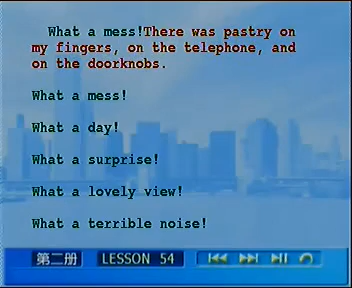 What a mess!There was pastry on
my fingers, on the telephone, and
on the doorknobs.
What a mess!
What a day!
What a surprise!
What a lovely view!
What a terrible noise!
第二册 LESSON 54